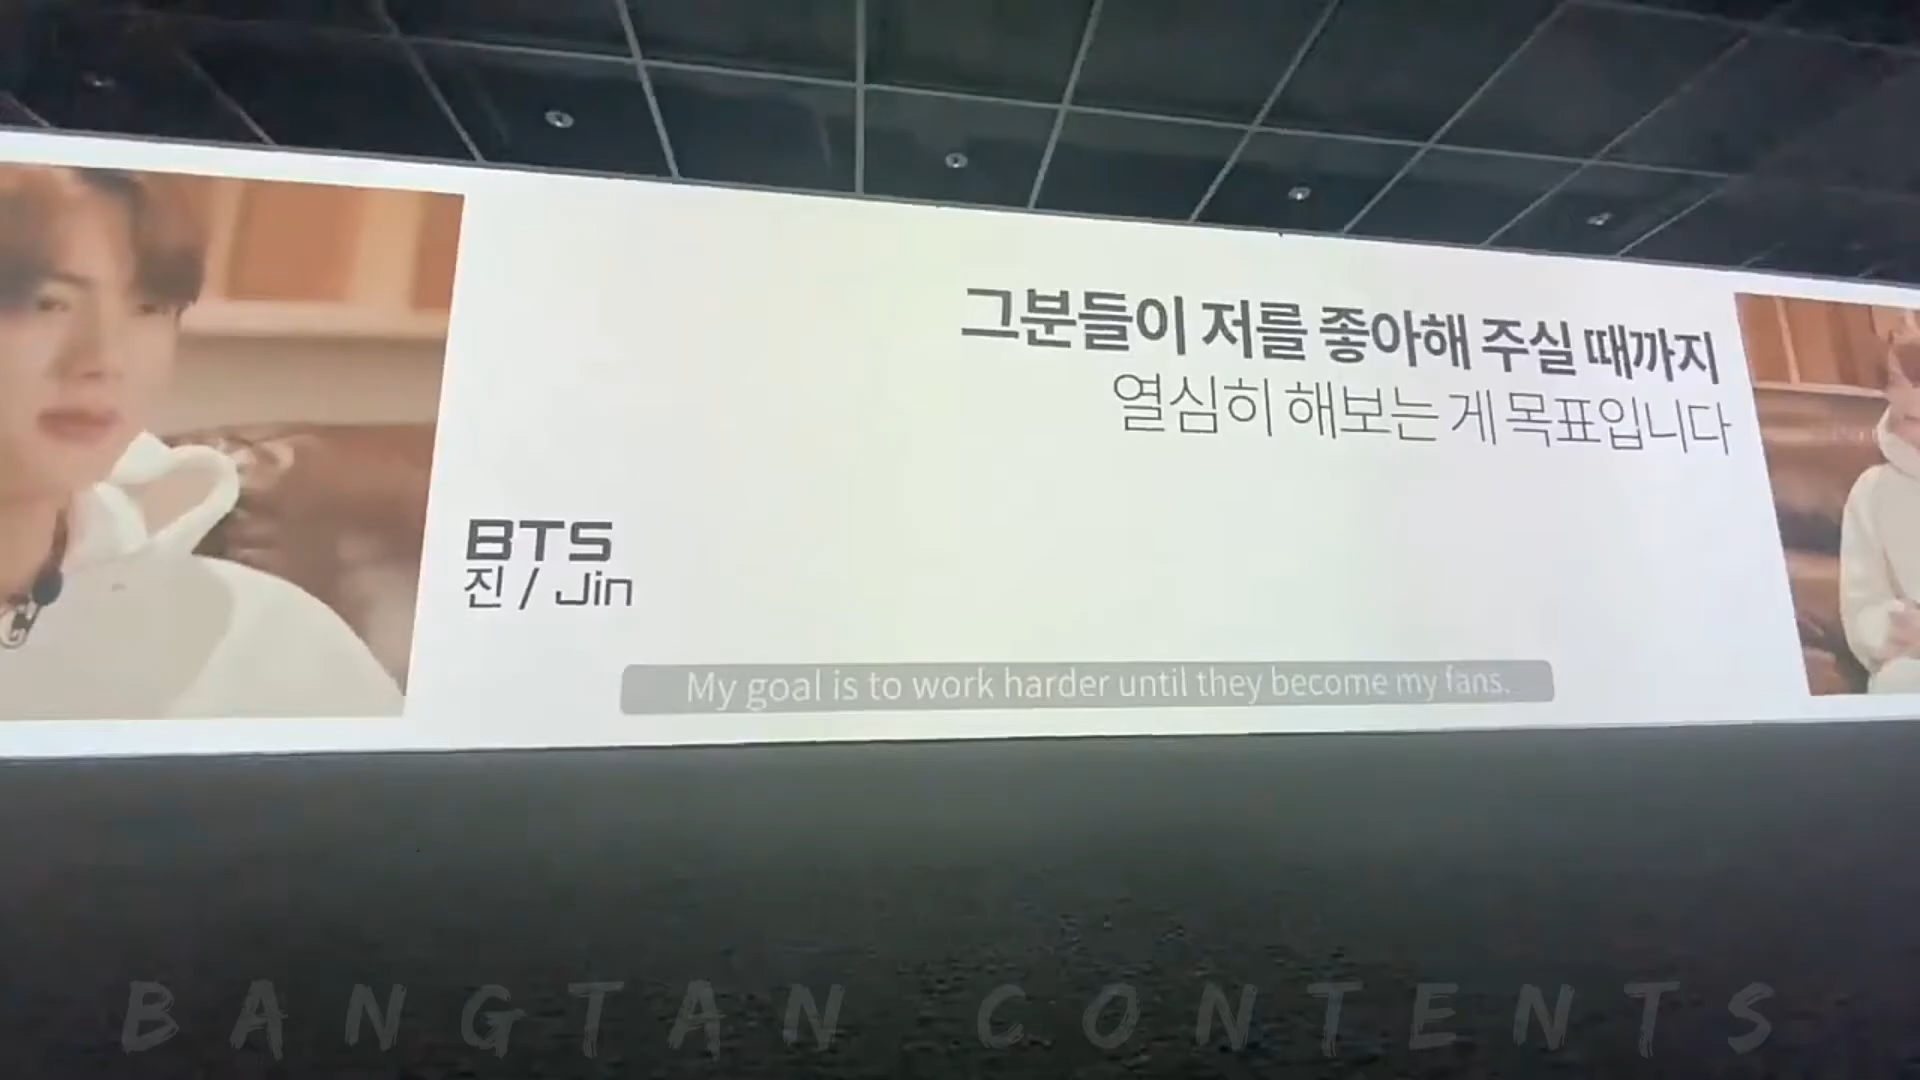 그분들이 저를 좋아해 주실 때까지
열심히 해보는 게 목표입니다
BTS
진 / Jin
My goal is to work harder until they become my fans.
BANGTAN CONTENTS